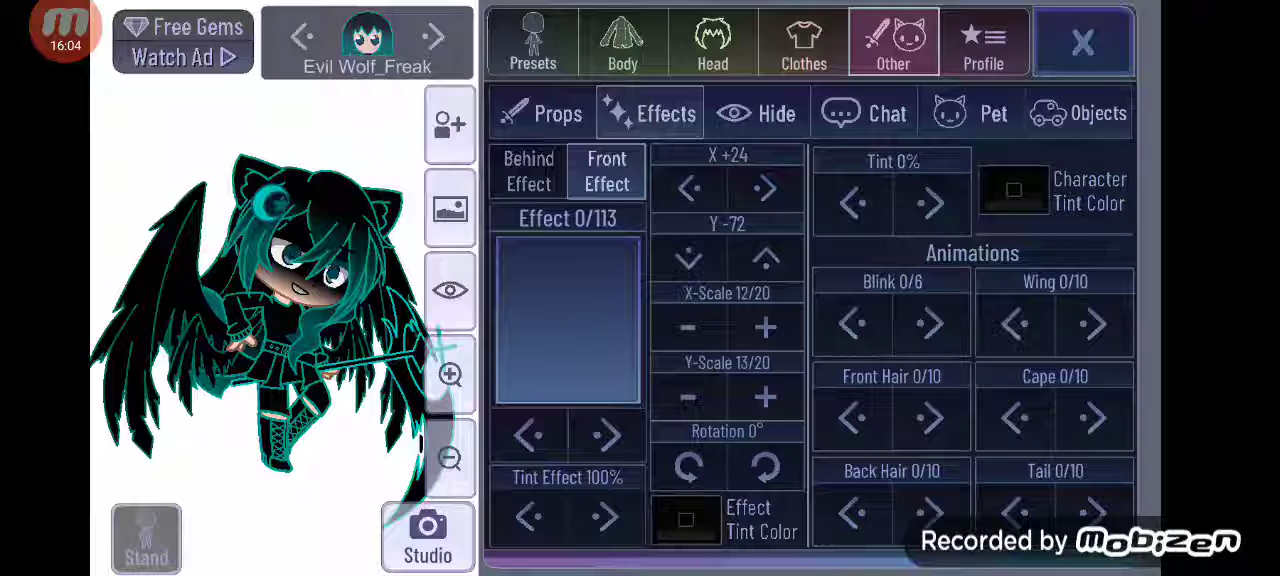 16:04
Free Gems
Watch Ad
Evil Wolf_Freak
Presets
Body
Head
Clothes
Other
Profile
X
Props
Effects
Hide
Chat
Pet
Objects
Behind
Effect
Front
Effect
Effect 0/113
Tint Effect 100%
X +24
Y -72
X-Scale 12/20
Y-Scale 13/20
Rotation 0°
Effect
Tint Color
Tint 0%
Character
Tint Color
Animations
Blink 0/6
Wing 0/10
Front Hair 0/10
Cape 0/10
Back Hair 0/10
Tail 0/10
Stand
Studio
Recorded by Mobizen